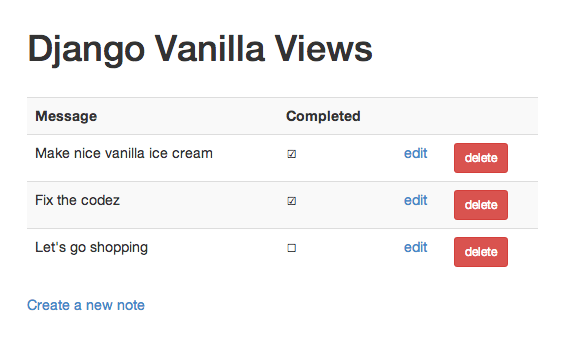 Django Vanilla Views
Message Completed
Make nice vanilla ice cream ☑ edit delete
Fix the codez ☑ edit delete
Let's go shopping ☐ edit delete
Create a new note